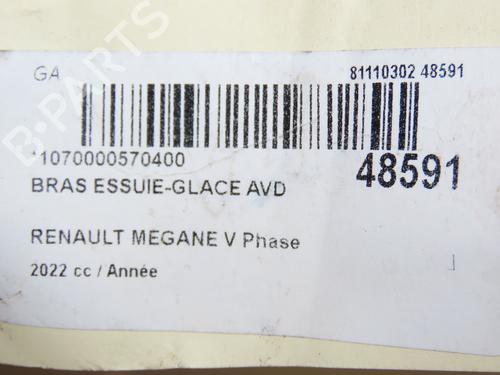 GA
81110302 48591
*1070000570400
48591
BRAS ESSUIE-GLACE AVD
RENAULT MEGANE V Phase
2022 cc / Année
B-PARTS